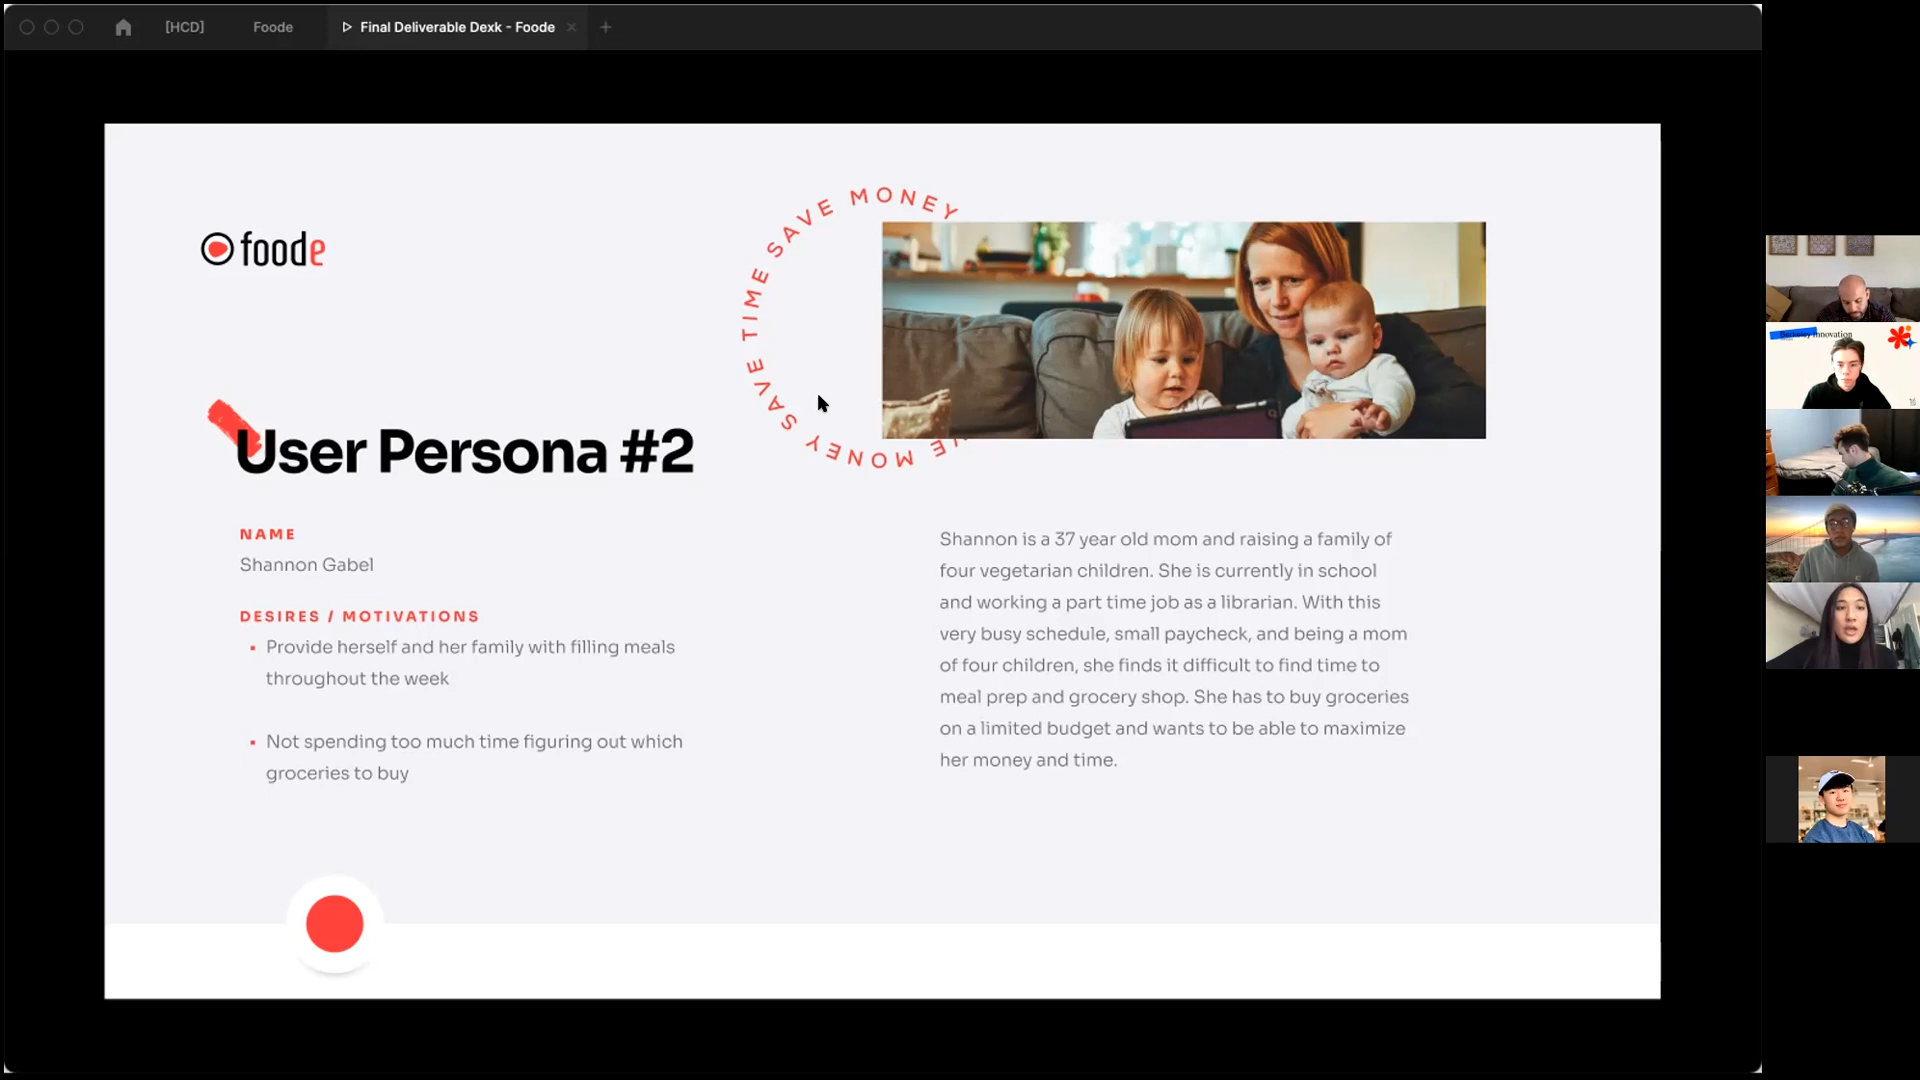 [HCD]
Foode
Final Deliverable Dexk - Foode
foode
SAVE TIME SAVE MONEY
MONEY
User Persona #2
NAME
Shannon Gabel
DESIRES / MOTIVATIONS
Provide herself and her family with filling meals
throughout the week
Not spending too much time figuring out which
groceries to buy
Shannon is a 37 year old mom and raising a family of
four vegetarian children. She is currently in school
and working a part time job as a librarian. With this
very busy schedule, small paycheck, and being a mom
of four children, she finds it difficult to find time to
meal prep and grocery shop. She has to buy groceries
on a limited budget and wants to be able to maximize
her money and time.
Berkeley Innovation